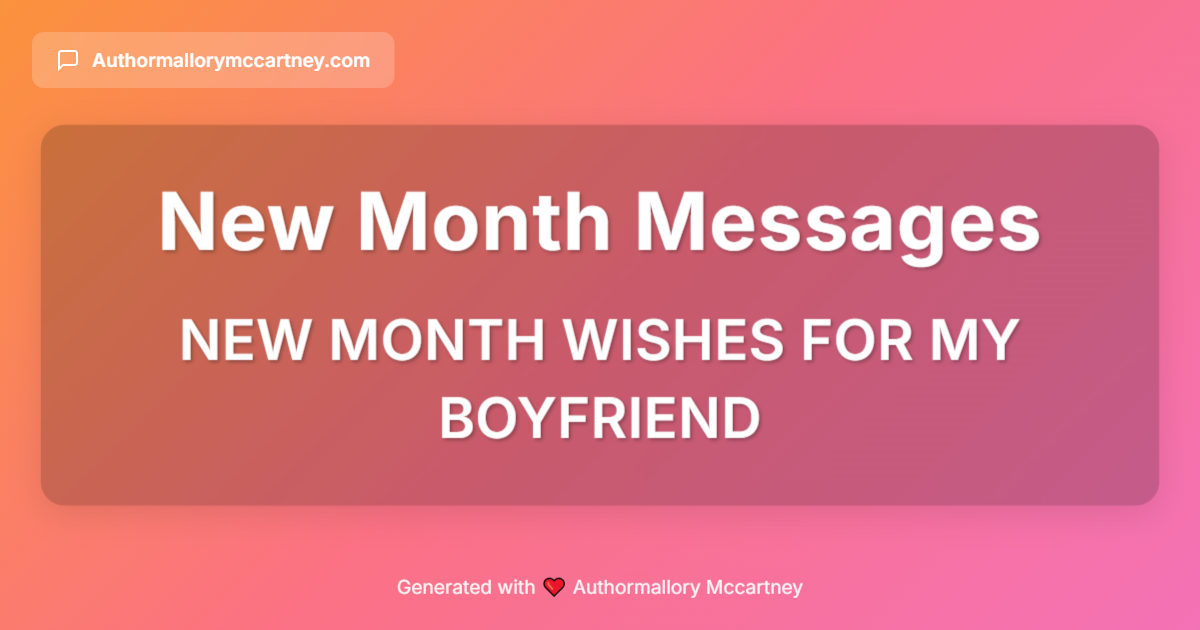 Authormallorymccartney.com
New Month Messages
NEW MONTH WISHES FOR MY
BOYFRIEND
Generated with ❤️ Authormallory Mccartney